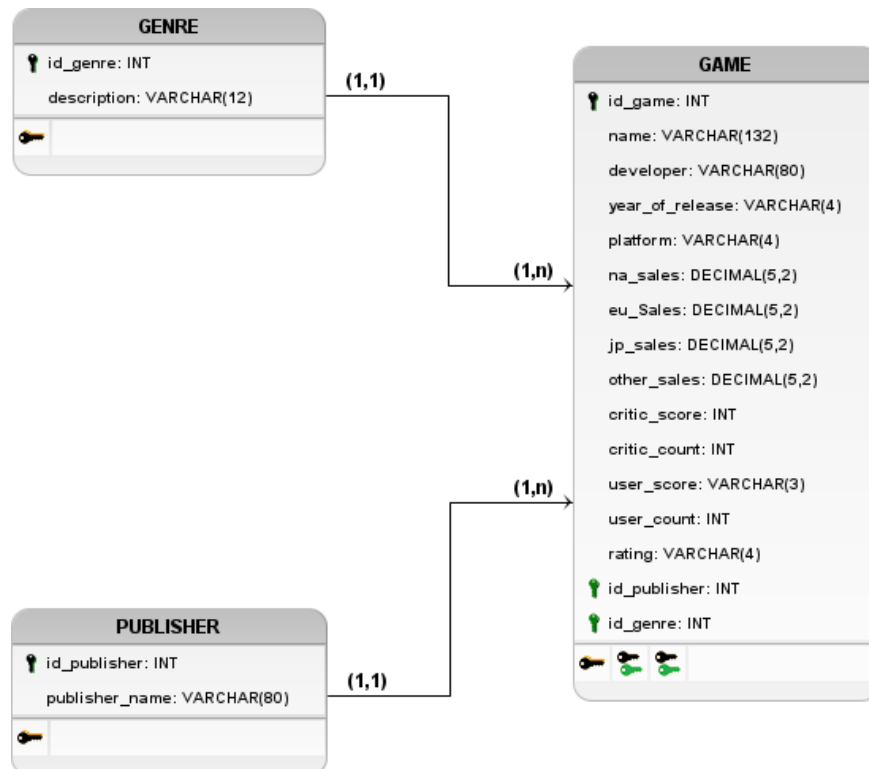 GENRE
id_genre: INT
description: VARCHAR(12)
(1,1)
(1,n)
GAME
id_game: INT
name: VARCHAR(132)
developer: VARCHAR(80)
year_of_release: VARCHAR(4)
platform: VARCHAR(4)
na_sales: DECIMAL(5,2)
eu_Sales: DECIMAL(5,2)
jp_sales: DECIMAL(5,2)
other_sales: DECIMAL(5,2)
critic_score: INT
critic_count: INT
user_score: VARCHAR(3)
user_count: INT
rating: VARCHAR(4)
id_publisher: INT
id_genre: INT
(1,n)
PUBLISHER
id_publisher: INT
publisher_name: VARCHAR(80)
(1,1)